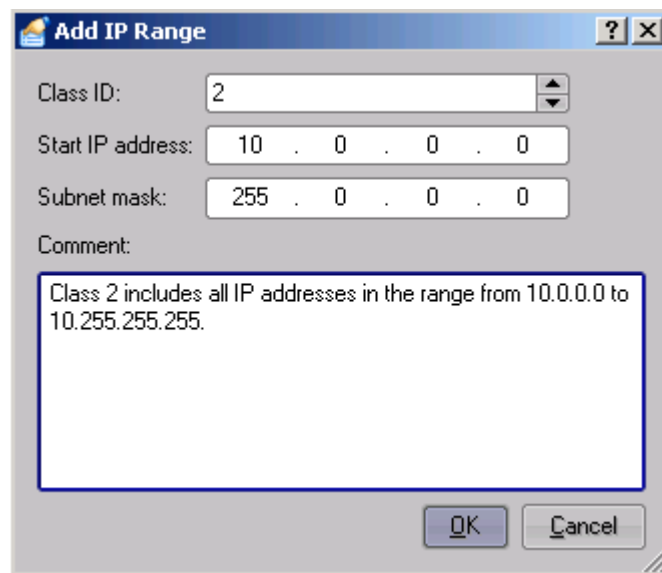 Add IP Range
Class ID: 2
Start IP address: 10 . 0 . 0 . 0
Subnet mask: 255 . 0 . 0 . 0
Comment:
Class 2 includes all IP addresses in the range from 10.0.0.0 to
10.255.255.255.
OK Cancel